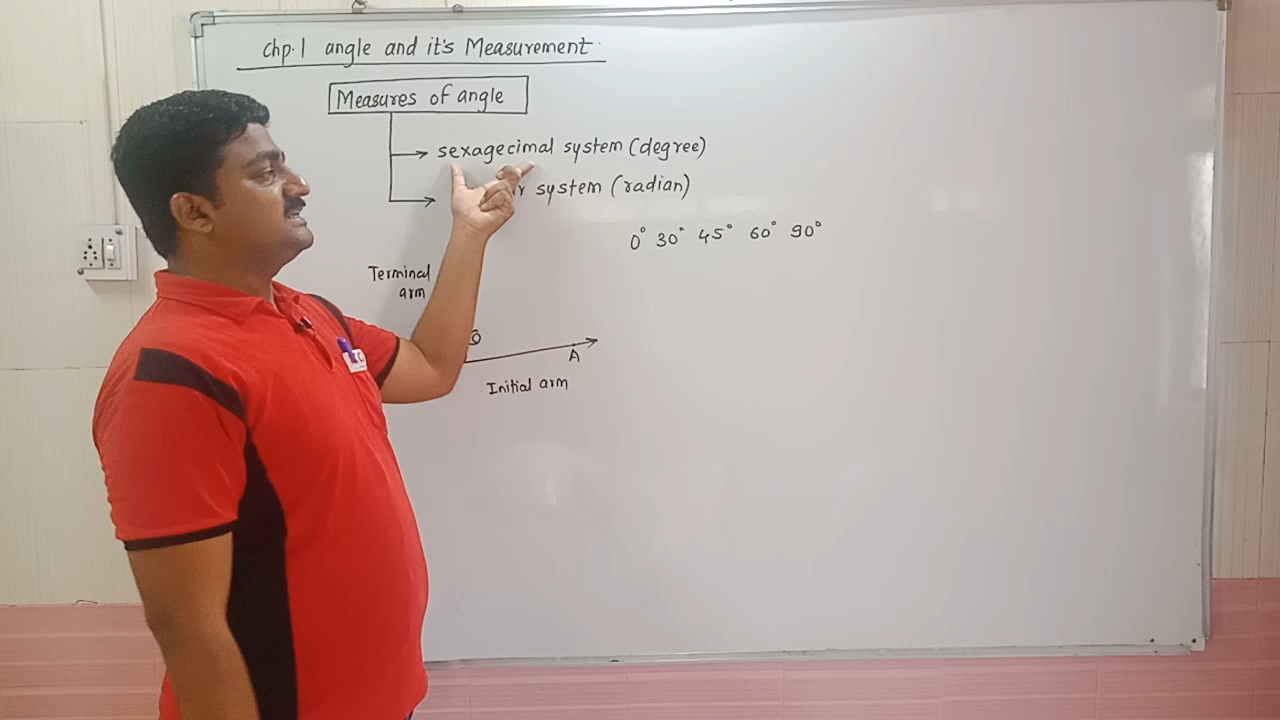 chp.1 angle and it's Measurement
Measures of angle
sexagecimal system (degree)
system (radian)
0° 30° 45° 60° 90°
Terminal
arm
A
Initial arm